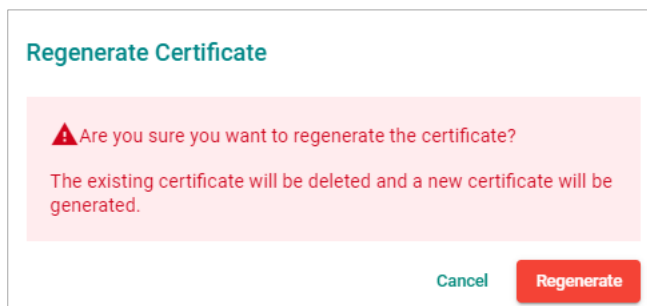 Regenerate Certificate
Are you sure you want to regenerate the certificate?
The existing certificate will be deleted and a new certificate will be
generated.
Cancel
Regenerate